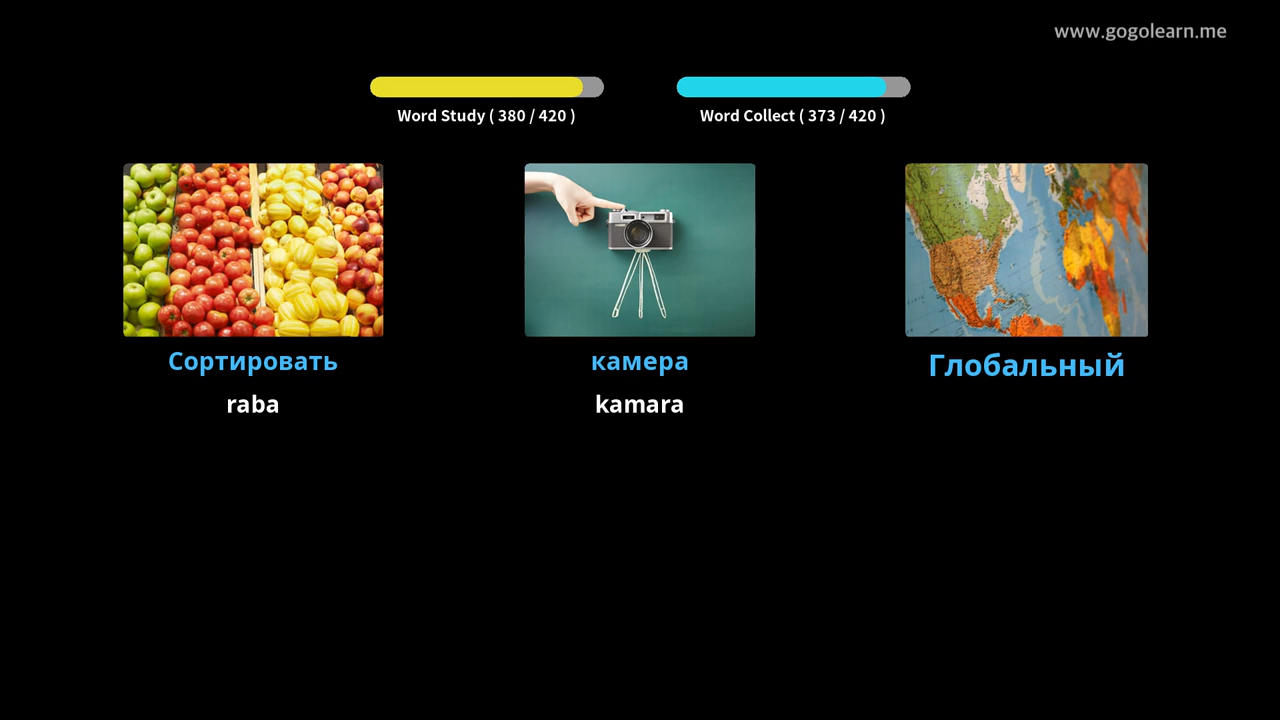 www.gogolearn.me
Word Study ( 380 / 420 )
Word Collect ( 373 / 420 )
Сортировать
raba
камера
kamara
Глобальный